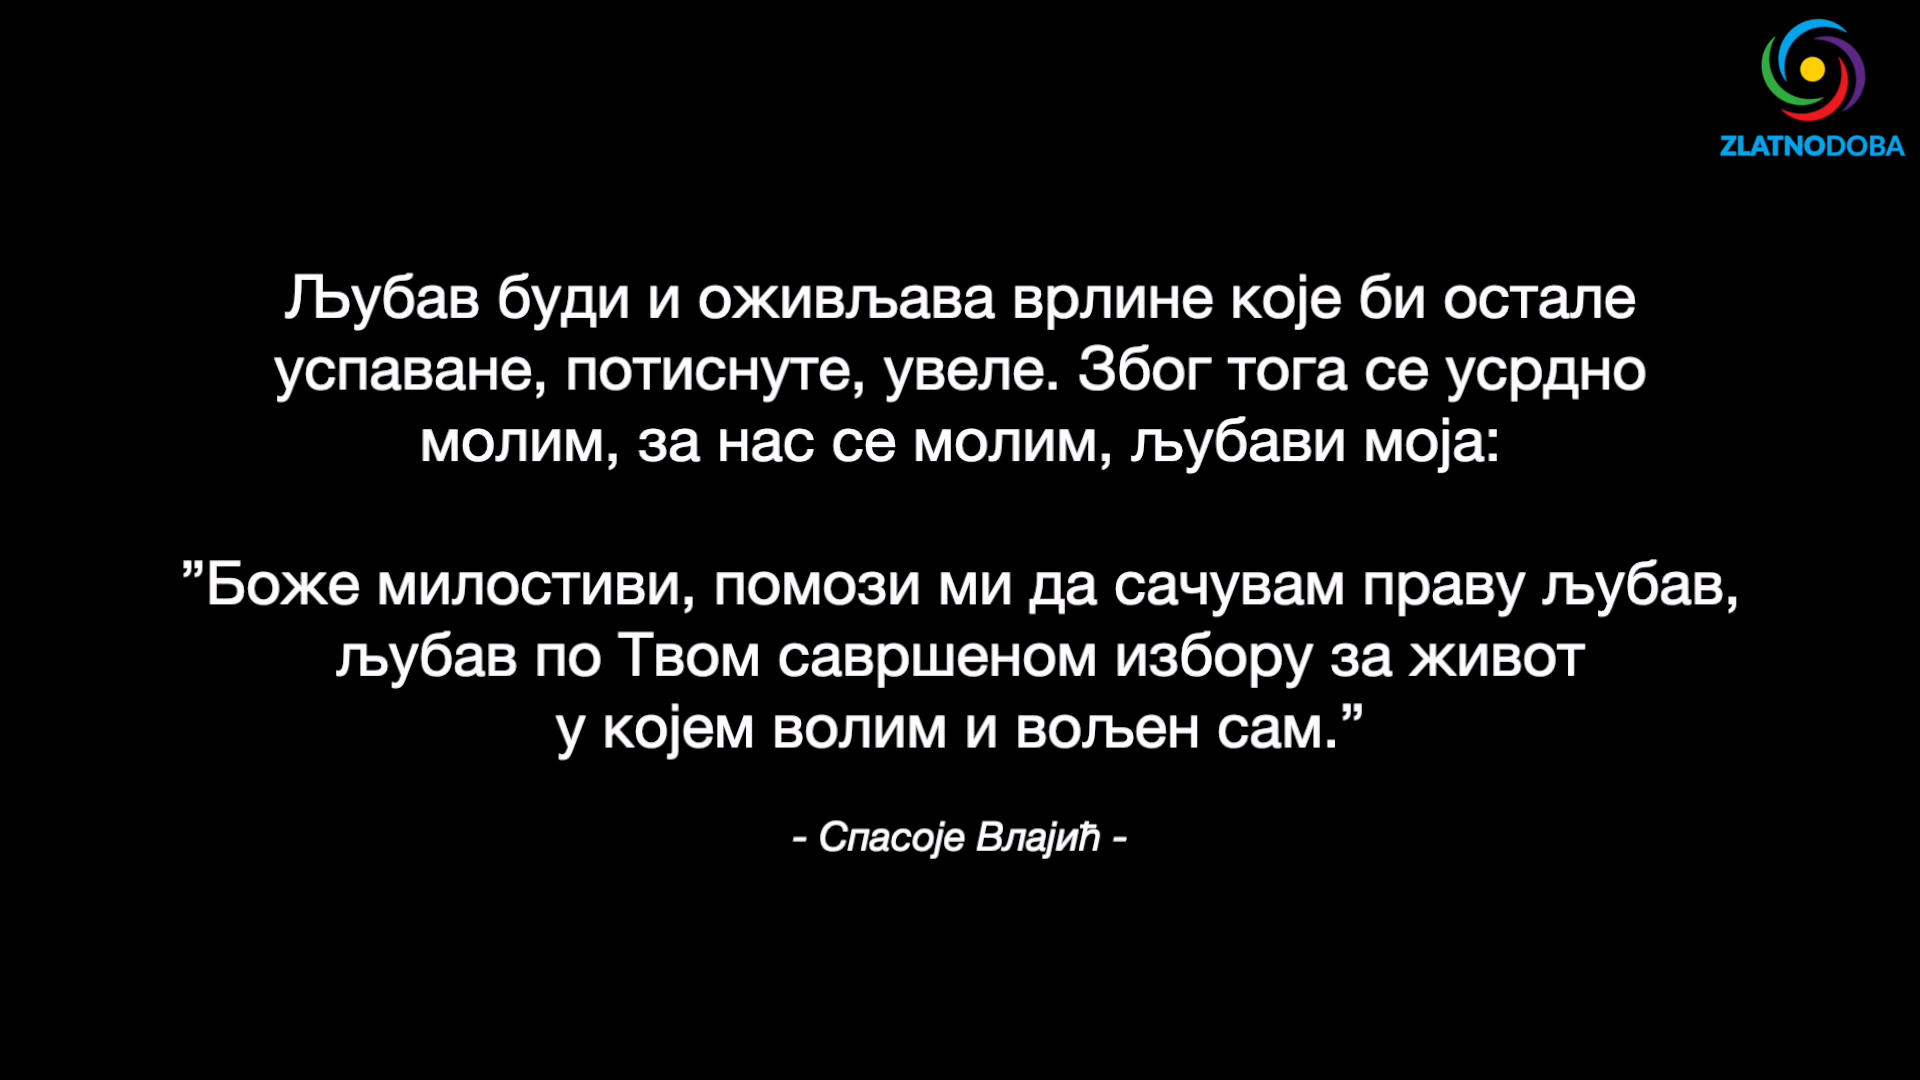 ZLATNODOBA
Љубав буди и оживљава врлине које би остале
успаване, потиснуте, увеле. Због тога се усрдно
молим, за нас се молим, љубави моја:
”Боже милостиви, помози ми да сачувам праву љубав,
љубав по Твом савршеном избору за живот
у којем волим и вољен сам.”
- Спасоје Влајић -